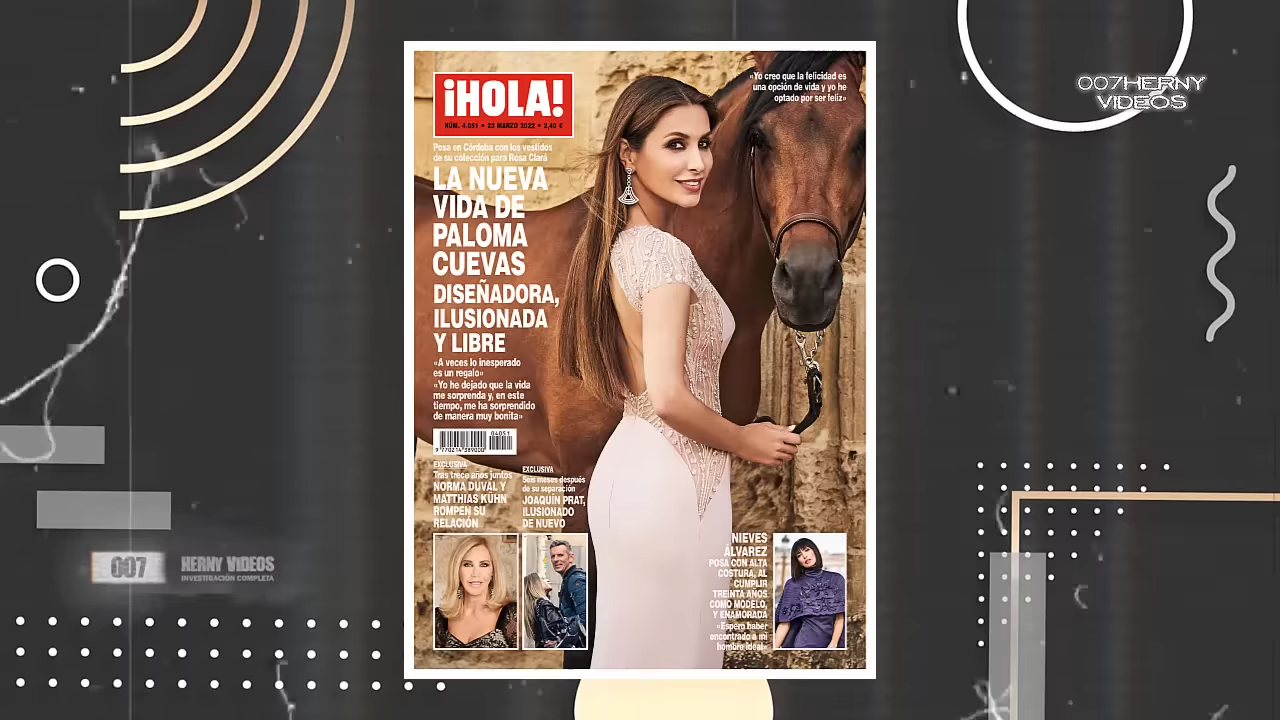 007HERNY
VIDEOS
¡HOLA!
NÚM. 4.051 • 23 MARZO 2022 • 2,40 €
«Yo creo que la felicidad es
una opción de vida y yo he
optado por ser feliz»
Posa en Córdoba con los vestidos
de su colección para Rosa Clará
LA NUEVA
VIDA DE
PALOMA
CUEVAS
DISEÑADORA,
ILUSIONADA
Y LIBRE
«A veces lo inesperado
es un regalo»
«Yo he dejado que la vida
me sorprenda y, en este
tiempo, me ha sorprendido
de manera muy bonita»
04051
9 770214 389000
EXCLUSIVA
Tras trece años juntos
NORMA DUVAL Y
MATTHIAS KÜHN
ROMPEN SU
RELACIÓN
EXCLUSIVA
Seis meses después
de su separación
JOAQUÍN PRAT,
ILUSIONADO
DE NUEVO
NIEVES
ÁLVAREZ
POSA CON ALTA
COSTURA, AL
CUMPLIR
TREINTA AÑOS
COMO MODELO,
Y ENAMORADA
«Espero haber
encontrado a mi
hombre ideal»
007
HERNY VIDEOS
INVESTIRACIÓN COMPLETA